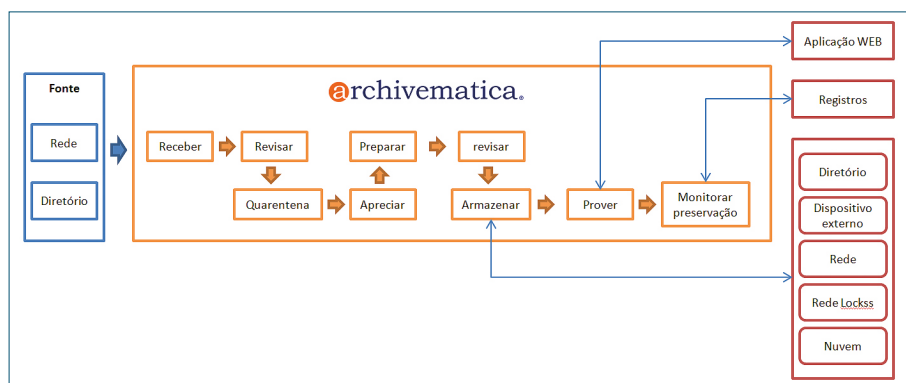 Fonte
Rede
Diretório
archivematica®
Receber
Revisar
Quarentena
Apreciar
Preparar
revisar
Armazenar
Prover
Monitorar
preservação
Aplicação WEB
Registros
Diretório
Dispositivo
externo
Rede
Rede Lockss
Nuvem